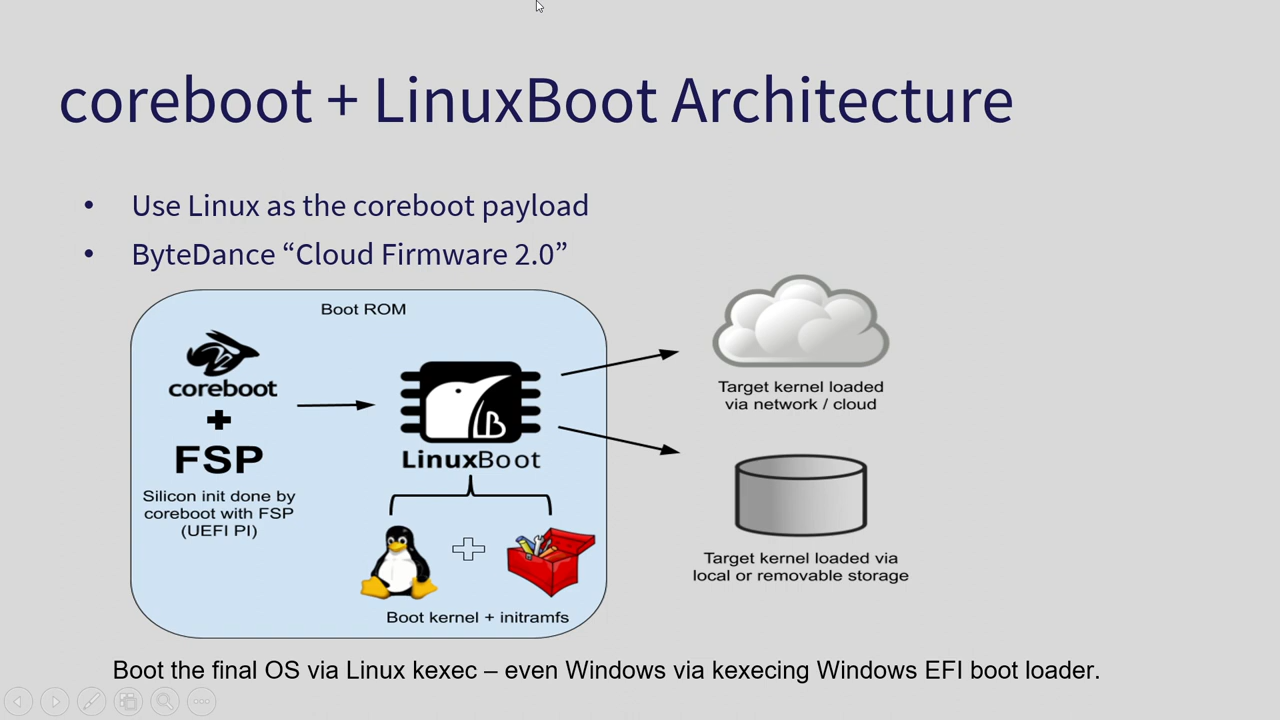 coreboot + LinuxBoot Architecture
• Use Linux as the coreboot payload
• ByteDance “Cloud Firmware 2.0”
Boot ROM
coreboot
+
FSP
Silicon init done by
coreboot with FSP
(UEFI PI)
LB
LinuxBoot
Boot kernel + initramfs
Target kernel loaded
via network / cloud
Target kernel loaded via
local or removable storage
Boot the final OS via Linux kexec – even Windows via kexecing Windows EFI boot loader.